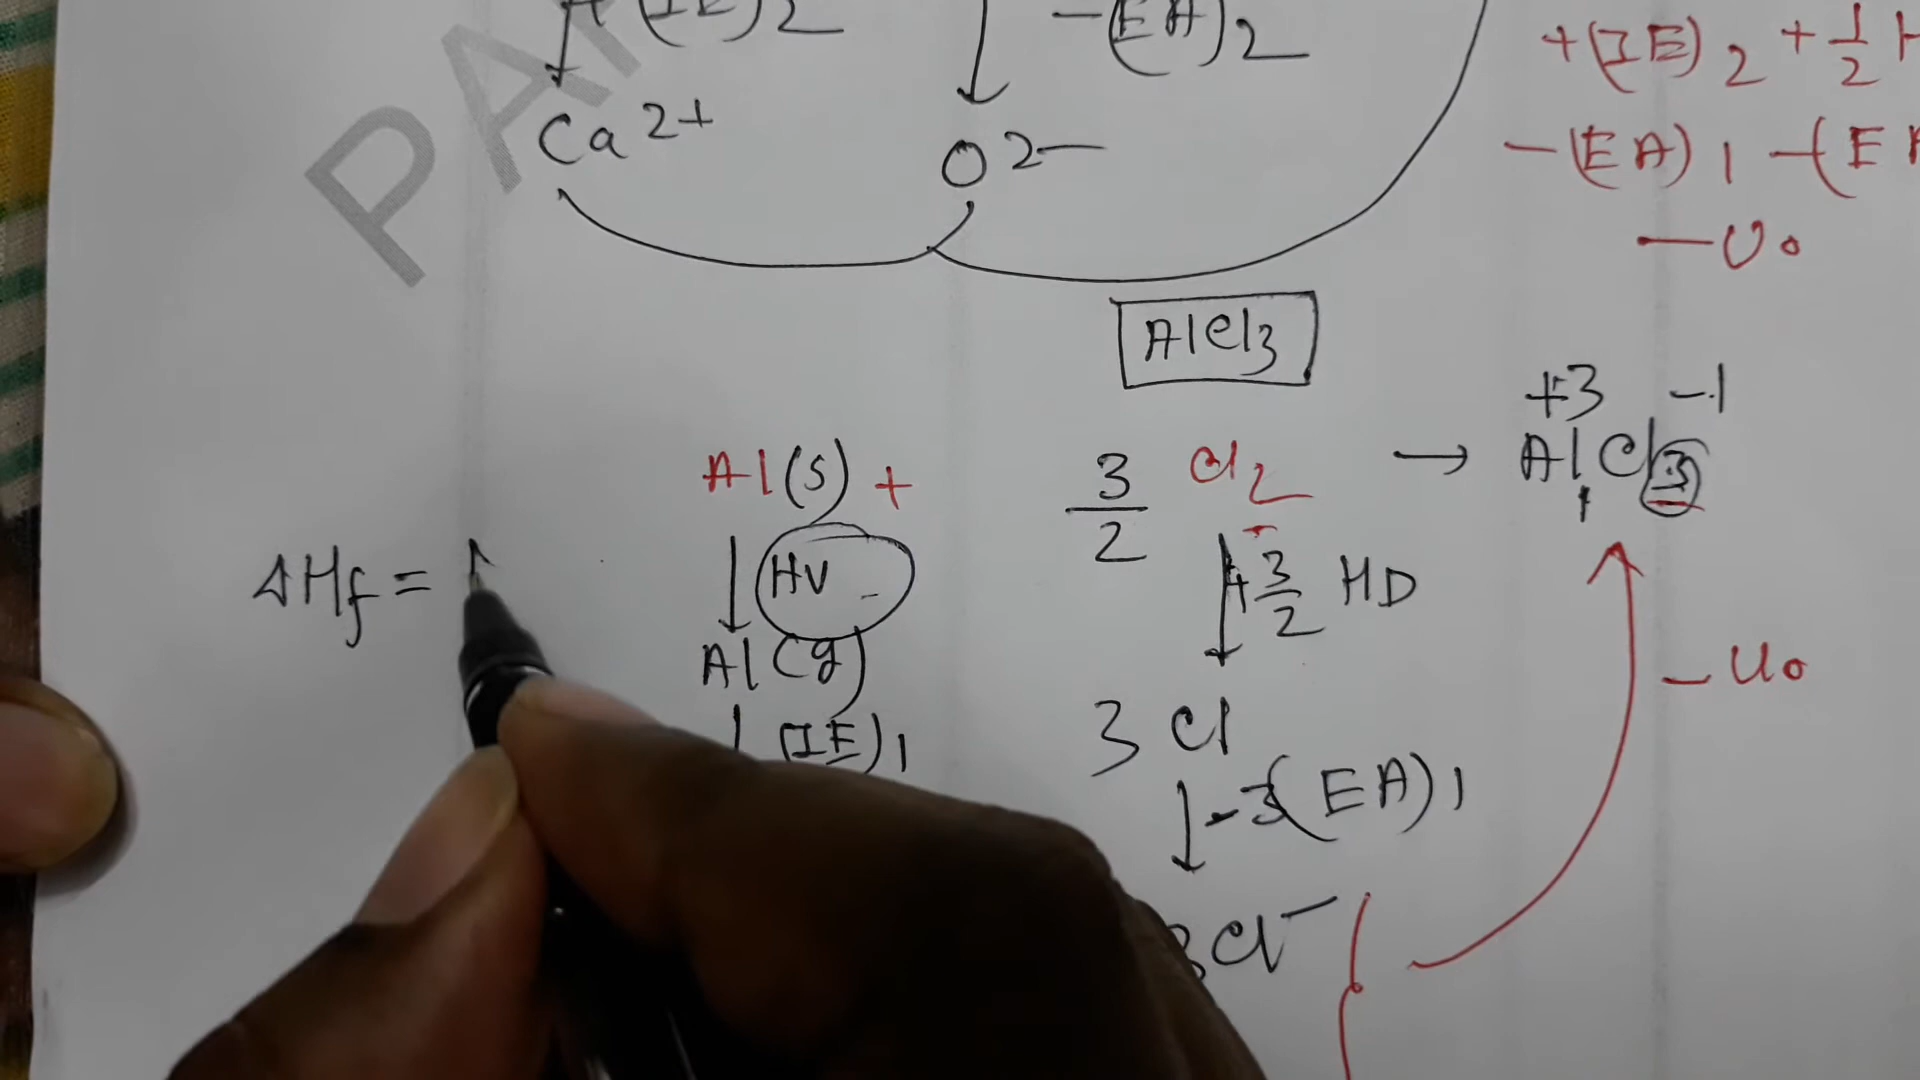 +(IE)2 -(EA)2
+(IE)2 + 1/2 H
Ca2+ O2-
-(EA)1 -(EA
-U0
AlCl3
+3 -1
Al(s) + 3/2 Cl2 → AlCl3
ΔHf = HV + 3/2 HD
Al(g) - U0
(IE)1 3 Cl
-3(EA)1
3Cl-